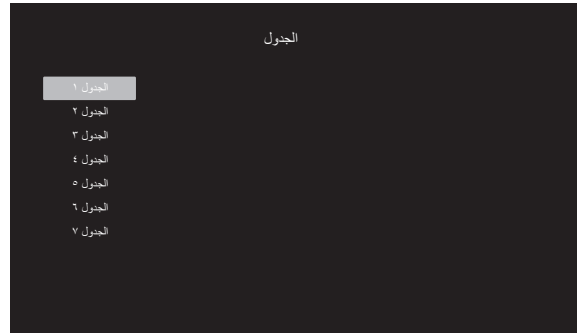 الجدول
الجدول ١
الجدول ٢
الجدول ٣
الجدول ٤
الجدول ٥
الجدول ٦
الجدول ٧